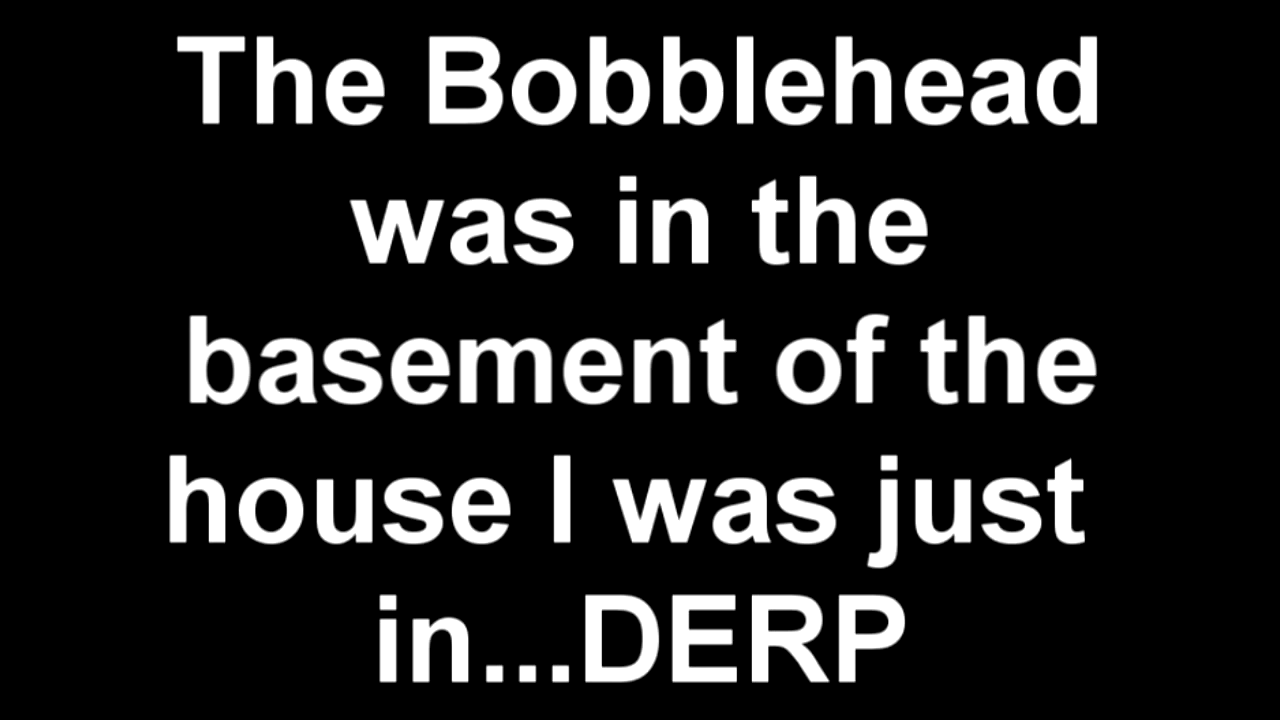 The Bobblehead
was in the
basement of the
house I was just
in...DERP